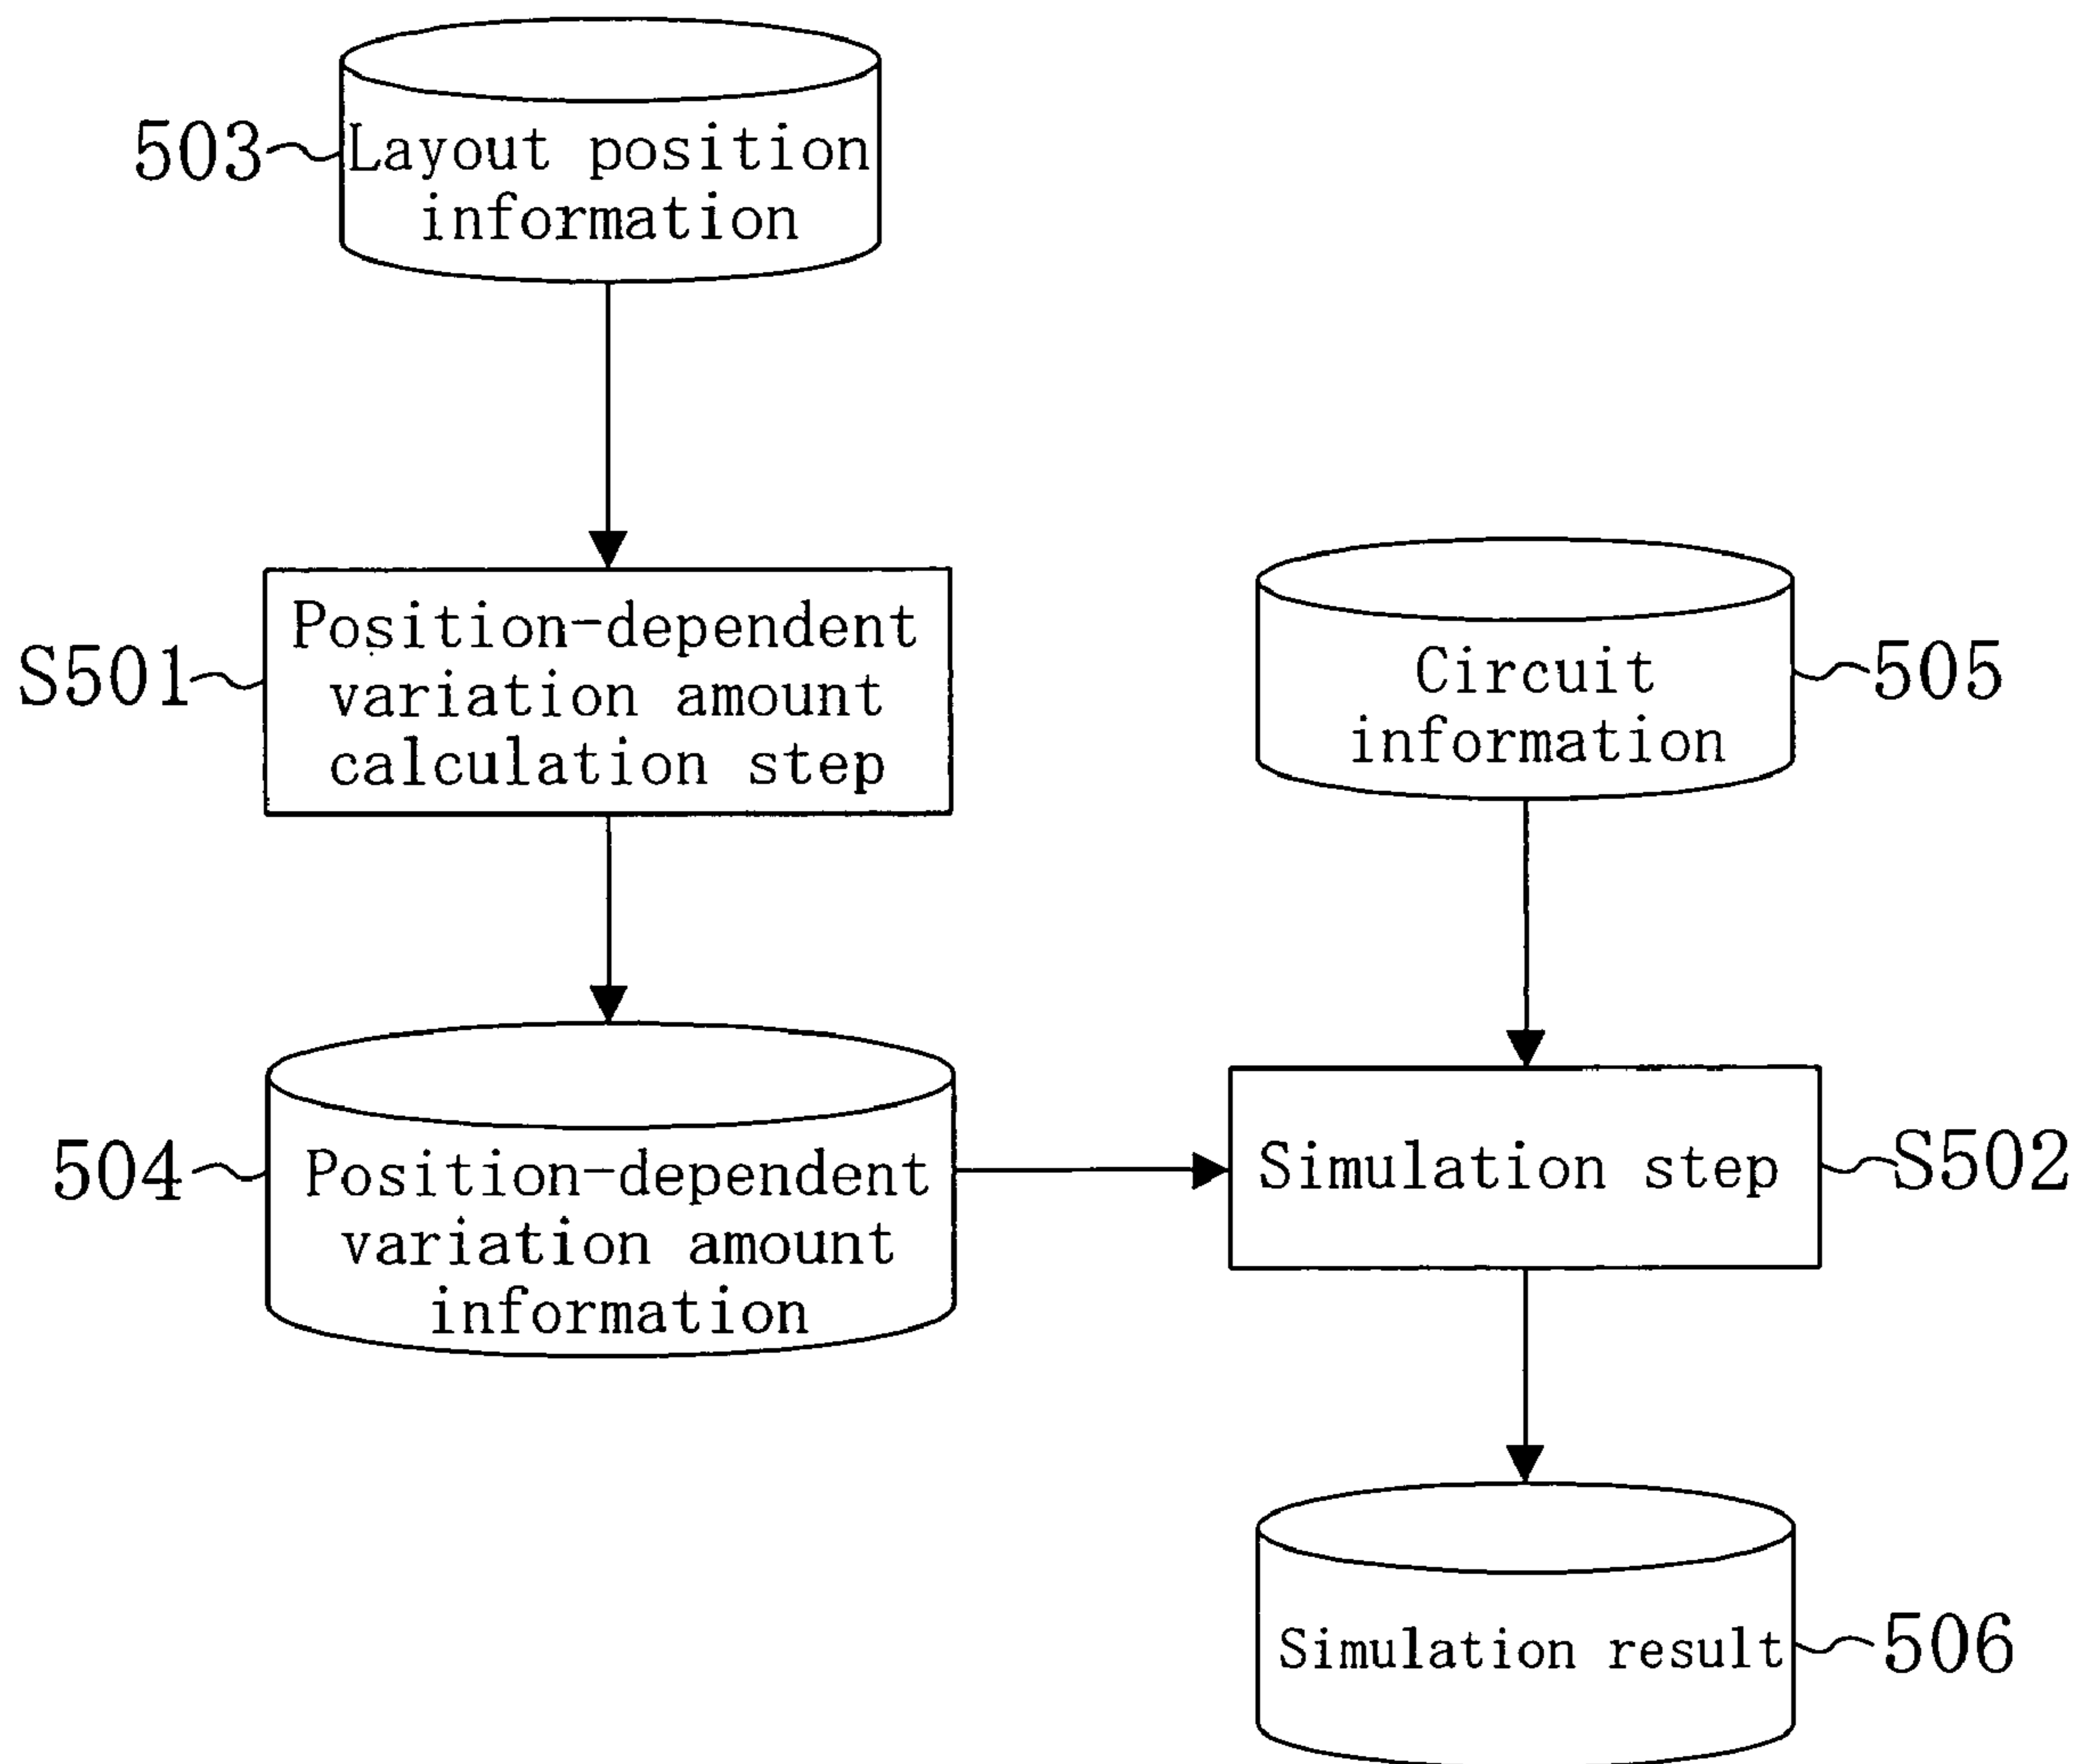 503
Layout position
information
S501
Position-dependent
variation amount
calculation step
Circuit
information
505
504
Position-dependent
variation amount
information
Simulation step
S502
Simulation result
506